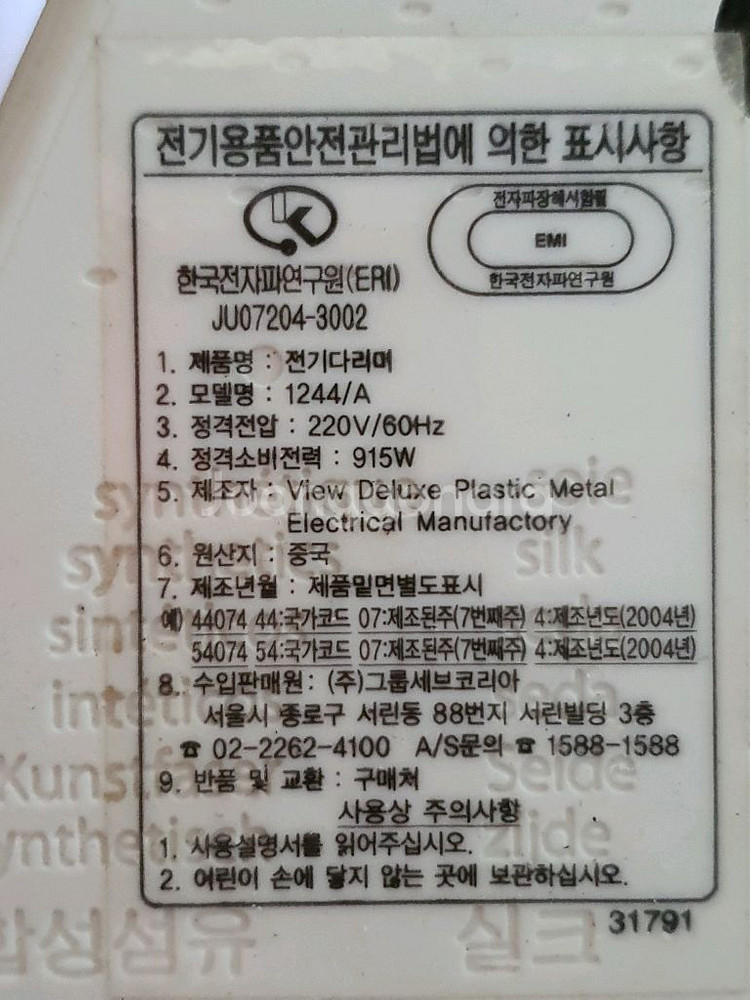 전기용품안전관리법에 의한 표시사항
전자파장해시험필
EMI
한국전자파연구원
한국전자파연구원(ERI)
JU07204-3002
1. 제품명 : 전기다리미
2. 모델명 : 1244/A
3. 정격전압 : 220V/60Hz
4. 정격소비전력 : 915W
5. 제조자 : View Deluxe Plastic Metal
Electrical Manufactory
6. 원산지 : 중국
7. 제조년월 : 제품밑면별도표시
예) 44074 44:국가코드 07:제조된주(7번째주) 4:제조년도(2004년)
54074 54:국가코드 07:제조된주(7번째주) 4:제조년도(2004년)
8. 수입판매원 : (주)그룹세브코리아
서울시 종로구 서린동 88번지 서린빌딩 3층
☎ 02-2262-4100 A/S문의 ☎ 1588-1588
9. 반품 및 교환 : 구매처
사용상 주의사항
1. 사용설명서를 읽어주십시오.
2. 어린이 손에 닿지 않는 곳에 보관하십시오.
31791
soie
synthetics silk
Seide
zijde
합성섬유 실크